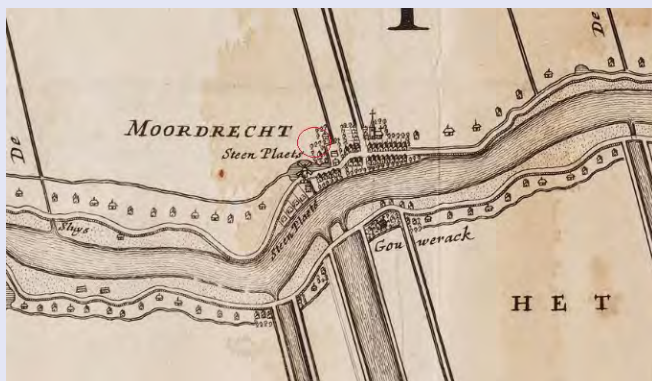 De
De
MOORDRECHT
Steen Plaets
Steen Plaets
Sluys
Gouwerack
HET